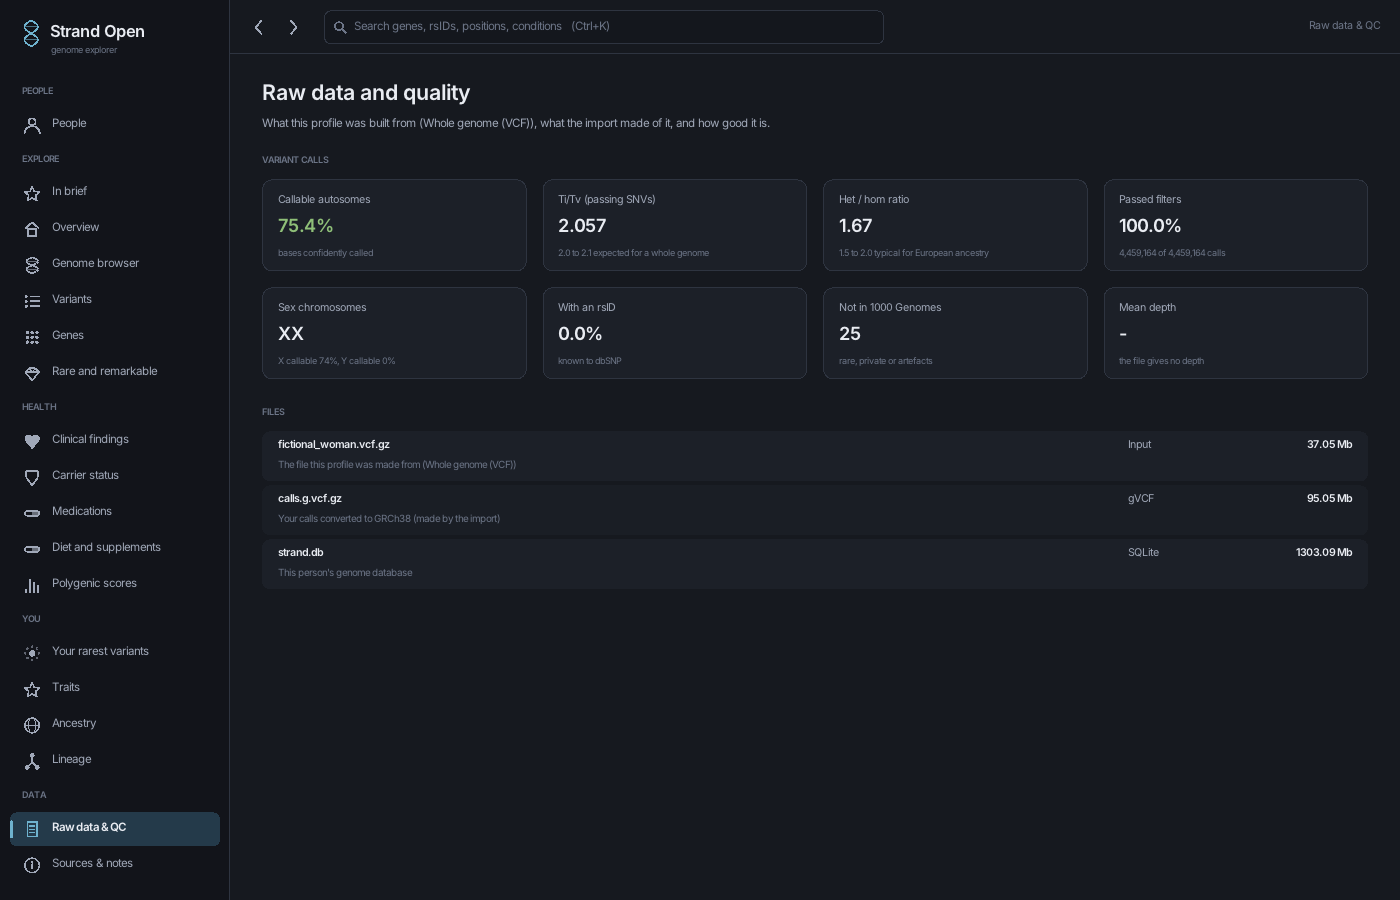 Strand Open
genome explorer
PEOPLE
People
EXPLORE
In brief
Overview
Genome browser
Variants
Genes
Rare and remarkable
HEALTH
Clinical findings
Carrier status
Medications
Diet and supplements
Polygenic scores
YOU
Your rarest variants
Traits
Ancestry
Lineage
DATA
Raw data & QC
Sources & notes
Search genes, rsIDs, positions, conditions (Ctrl+K)
Raw data & QC
Raw data and quality
What this profile was built from (Whole genome (VCF)), what the import made of it, and how good it is.
VARIANT CALLS
Callable autosomes
75.4%
bases confidently called
Ti/Tv (passing SNVs)
2.057
2.0 to 2.1 expected for a whole genome
Het / hom ratio
1.67
1.5 to 2.0 typical for European ancestry
Passed filters
100.0%
4,459,164 of 4,459,164 calls
Sex chromosomes
XX
X callable 74%, Y callable 0%
With an rsID
0.0%
known to dbSNP
Not in 1000 Genomes
25
rare, private or artefacts
Mean depth
-
the file gives no depth
FILES
fictional_woman.vcf.gz Input 37.05 Mb
The file this profile was made from (Whole genome (VCF))
calls.g.vcf.gz gVCF 95.05 Mb
Your calls converted to GRCh38 (made by the import)
strand.db SQLite 1303.09 Mb
This person's genome database